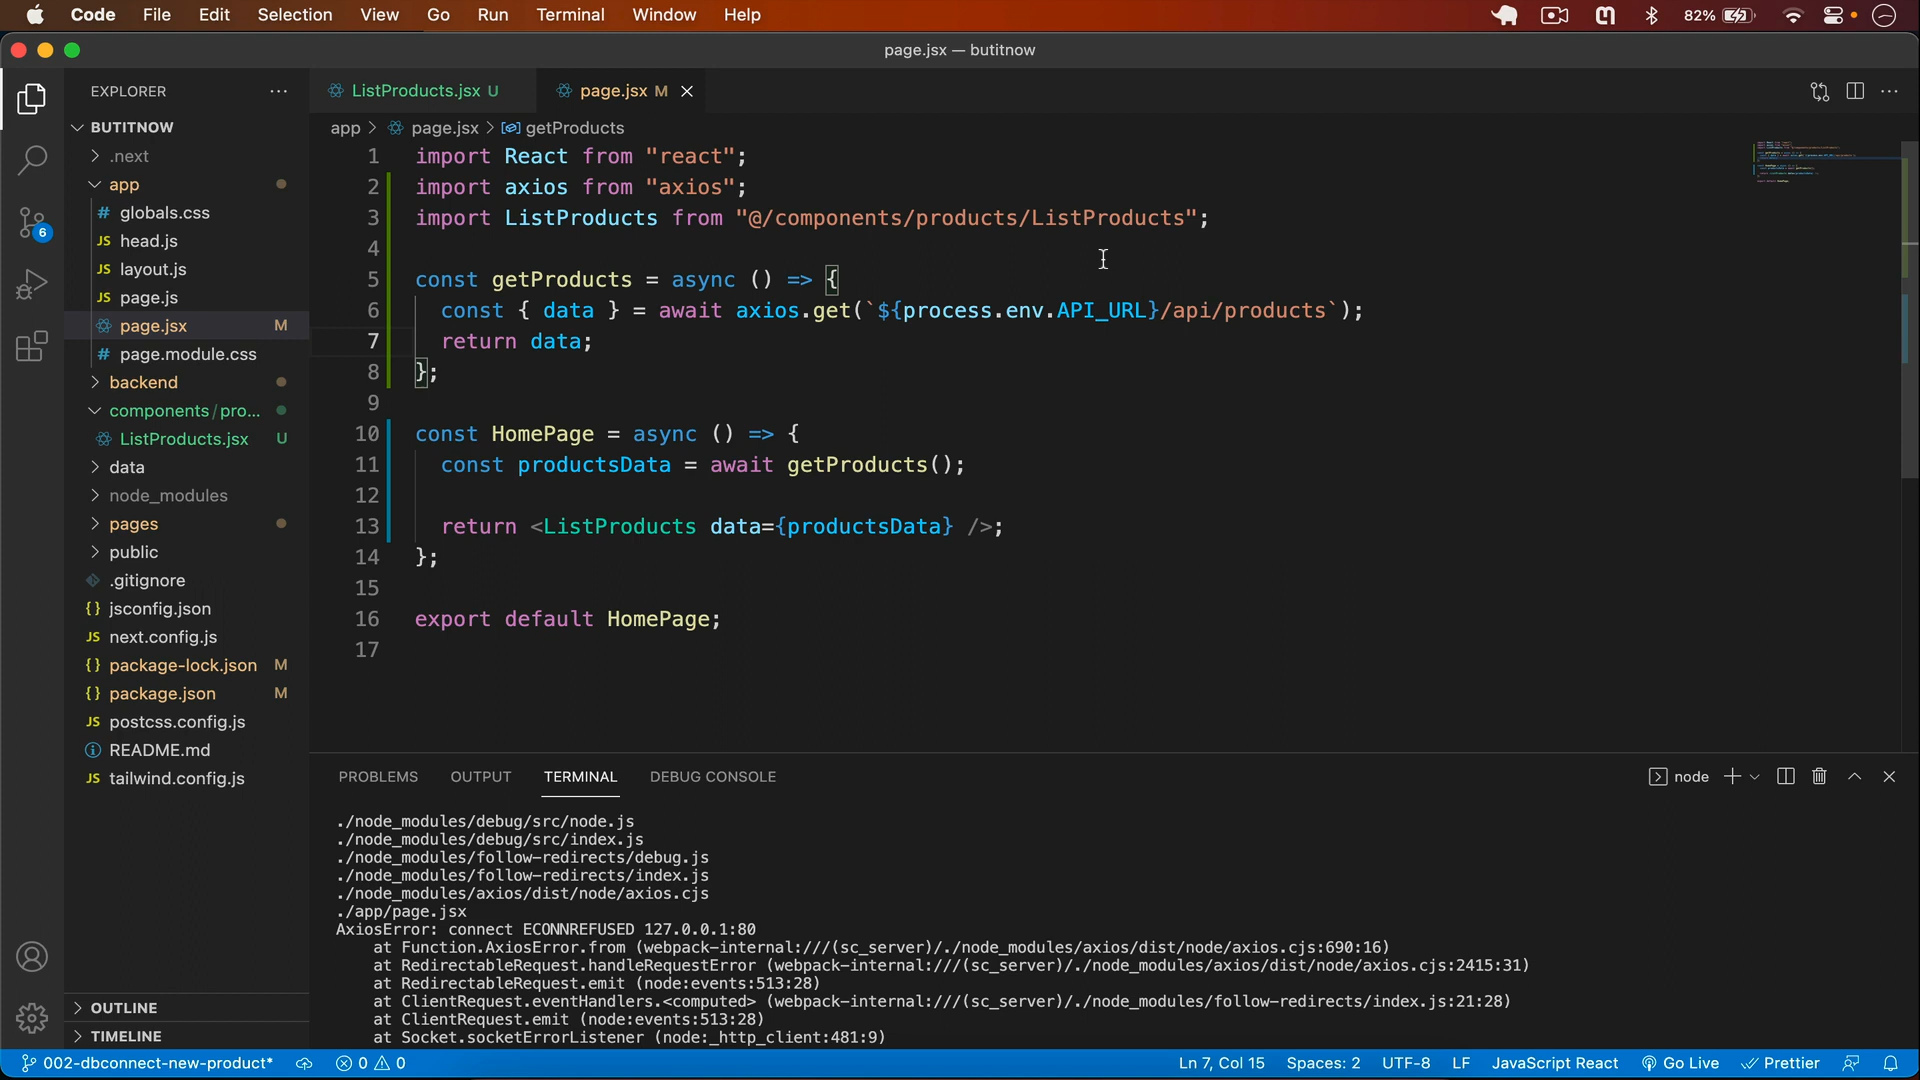 Code File Edit Selection View Go Run Terminal Window Help 82%
page.jsx — butitnow
EXPLORER ···
ListProducts.jsx U
page.jsx M
BUTITNOW
.next
app
# globals.css
JS head.js
JS layout.js
JS page.js
page.jsx M
# page.module.css
backend
components/pro...
ListProducts.jsx U
data
node_modules
pages
public
.gitignore
{} jsconfig.json
JS next.config.js
{} package-lock.json M
{} package.json M
JS postcss.config.js
README.md
JS tailwind.config.js
OUTLINE
TIMELINE
6
app > page.jsx > getProducts
1 import React from "react";
2 import axios from "axios";
3 import ListProducts from "@/components/products/ListProducts";
4
5 const getProducts = async () => {
6 const { data } = await axios.get(`${process.env.API_URL}/api/products`);
7 return data;
8 };
9
10 const HomePage = async () => {
11 const productsData = await getProducts();
12
13 return <ListProducts data={productsData} />;
14 };
15
16 export default HomePage;
17
PROBLEMS OUTPUT TERMINAL DEBUG CONSOLE
node
./node_modules/debug/src/node.js
./node_modules/debug/src/index.js
./node_modules/follow-redirects/debug.js
./node_modules/follow-redirects/index.js
./node_modules/axios/dist/node/axios.cjs
./app/page.jsx
AxiosError: connect ECONNREFUSED 127.0.0.1:80
at Function.AxiosError.from (webpack-internal:///(sc_server)/./node_modules/axios/dist/node/axios.cjs:690:16)
at RedirectableRequest.handleRequestError (webpack-internal:///(sc_server)/./node_modules/axios/dist/node/axios.cjs:2415:31)
at RedirectableRequest.emit (node:events:513:28)
at ClientRequest.eventHandlers.<computed> (webpack-internal:///(sc_server)/./node_modules/follow-redirects/index.js:21:28)
at ClientRequest.emit (node:events:513:28)
at Socket.socketErrorListener (node:_http_client:481:9)
002-dbconnect-new-product* 0 0 Ln 7, Col 15 Spaces: 2 UTF-8 LF JavaScript React Go Live Prettier